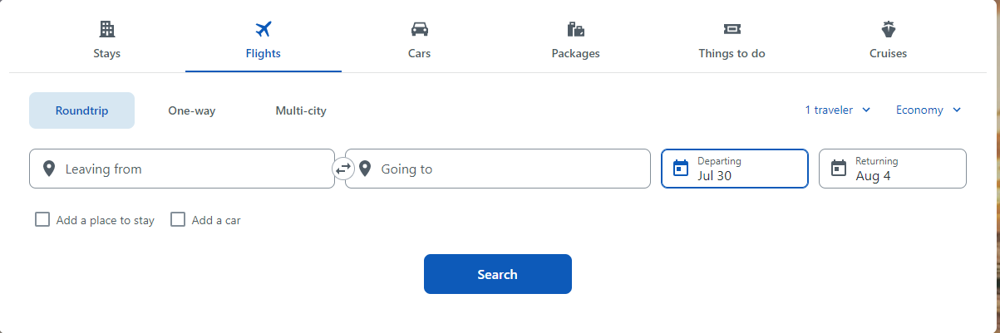 Stays
Flights
Cars
Packages
Things to do
Cruises
Roundtrip
One-way
Multi-city
1 traveler
Economy
Leaving from
Going to
Departing
Jul 30
Returning
Aug 4
Add a place to stay
Add a car
Search